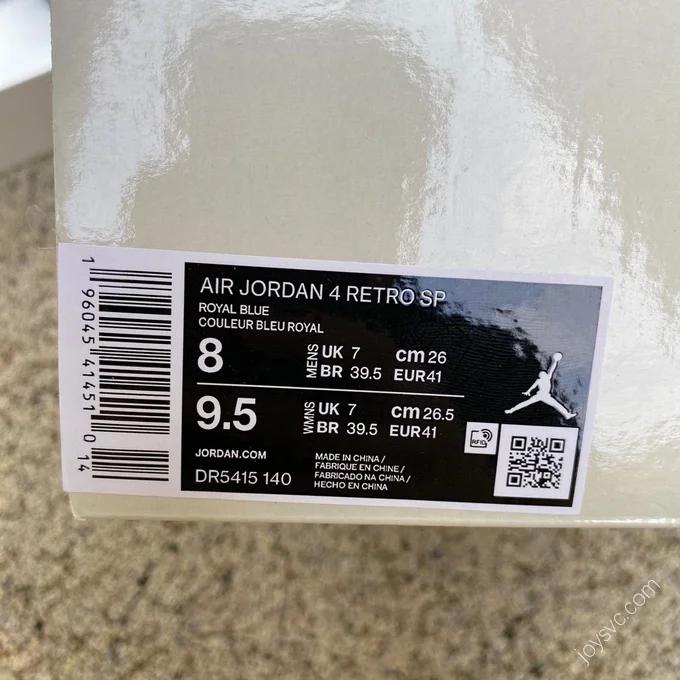 AIR JORDAN 4 RETRO SP
ROYAL BLUE
COULEUR BLEU ROYAL
8 MENS UK 7 cm 26
BR 39.5 EUR41
9.5 WMNS UK 7 cm 26.5
BR 39.5 EUR41
JORDAN.COM
DR5415 140
MADE IN CHINA /
FABRIQUE EN CHINE /
FABRICADO NA CHINA /
HECHO EN CHINA
RFID
1 96045 41451 0 14
joysvc.com